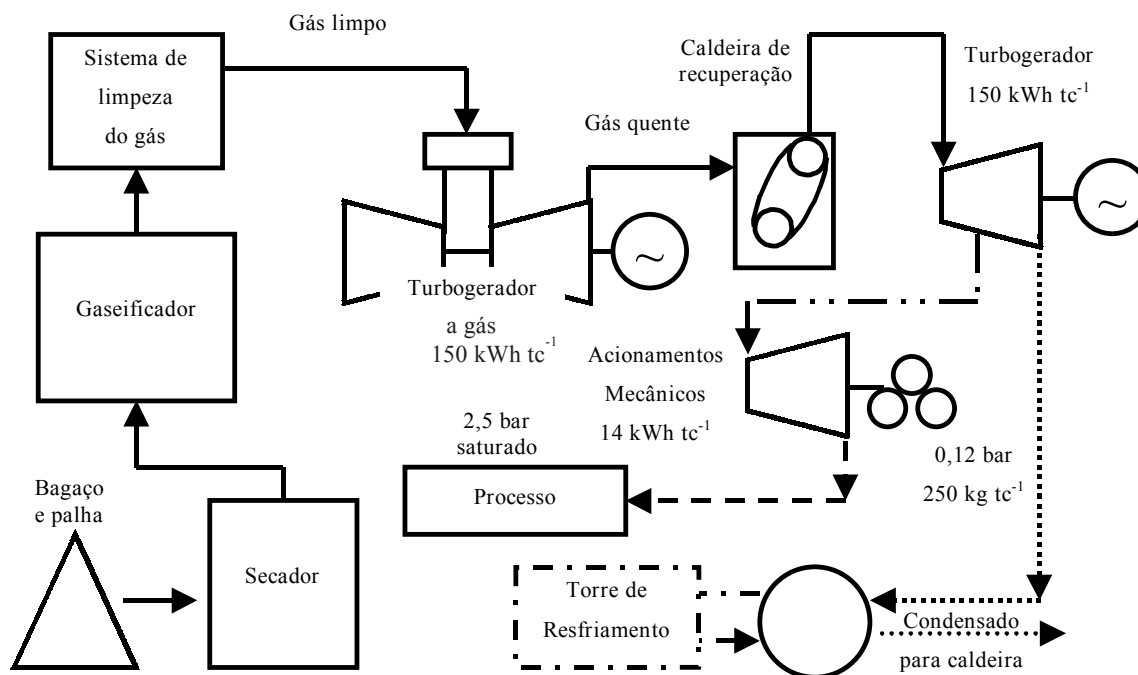 Gás limpo
Sistema de
limpeza
do gás
Caldeira de
recuperação
Turbogerador
150 kWh tc-1
Gás quente
~
~
Gaseificador
Turbogerador
a gás
150 kWh tc-1
Acionamentos
Mecânicos
14 kWh tc-1
2,5 bar
saturado
Processo
0,12 bar
250 kg tc-1
Bagaço
e palha
Secador
Torre de
Resfriamento
Condensado
para caldeira